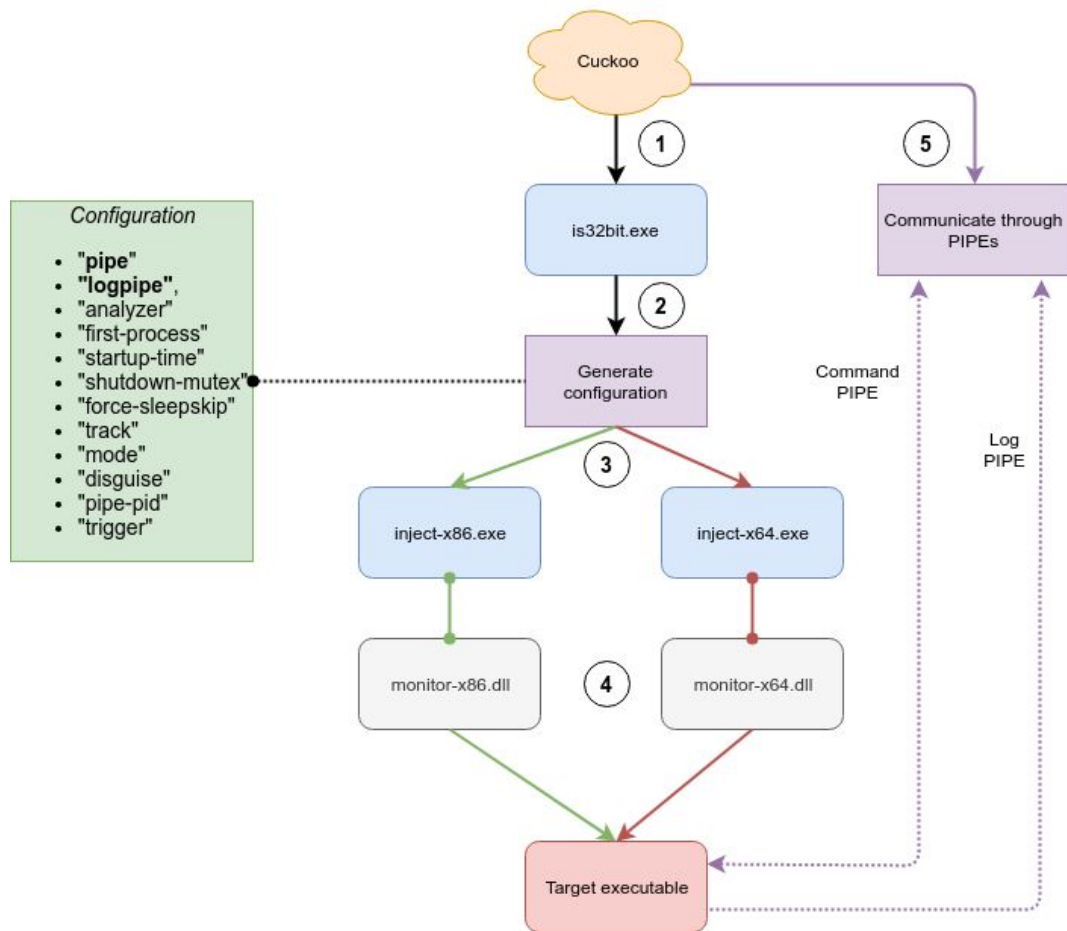 Cuckoo
1
5
is32bit.exe
Communicate through
PIPEs
Configuration
• "pipe"
• "logpipe",
• "analyzer"
• "first-process"
• "startup-time"
• "shutdown-mutex"
• "force-sleepskip"
• "track"
• "mode"
• "disguise"
• "pipe-pid"
• "trigger"
2
Generate
configuration
Command
PIPE
Log
PIPE
3
inject-x86.exe
inject-x64.exe
monitor-x86.dll
4
monitor-x64.dll
Target executable